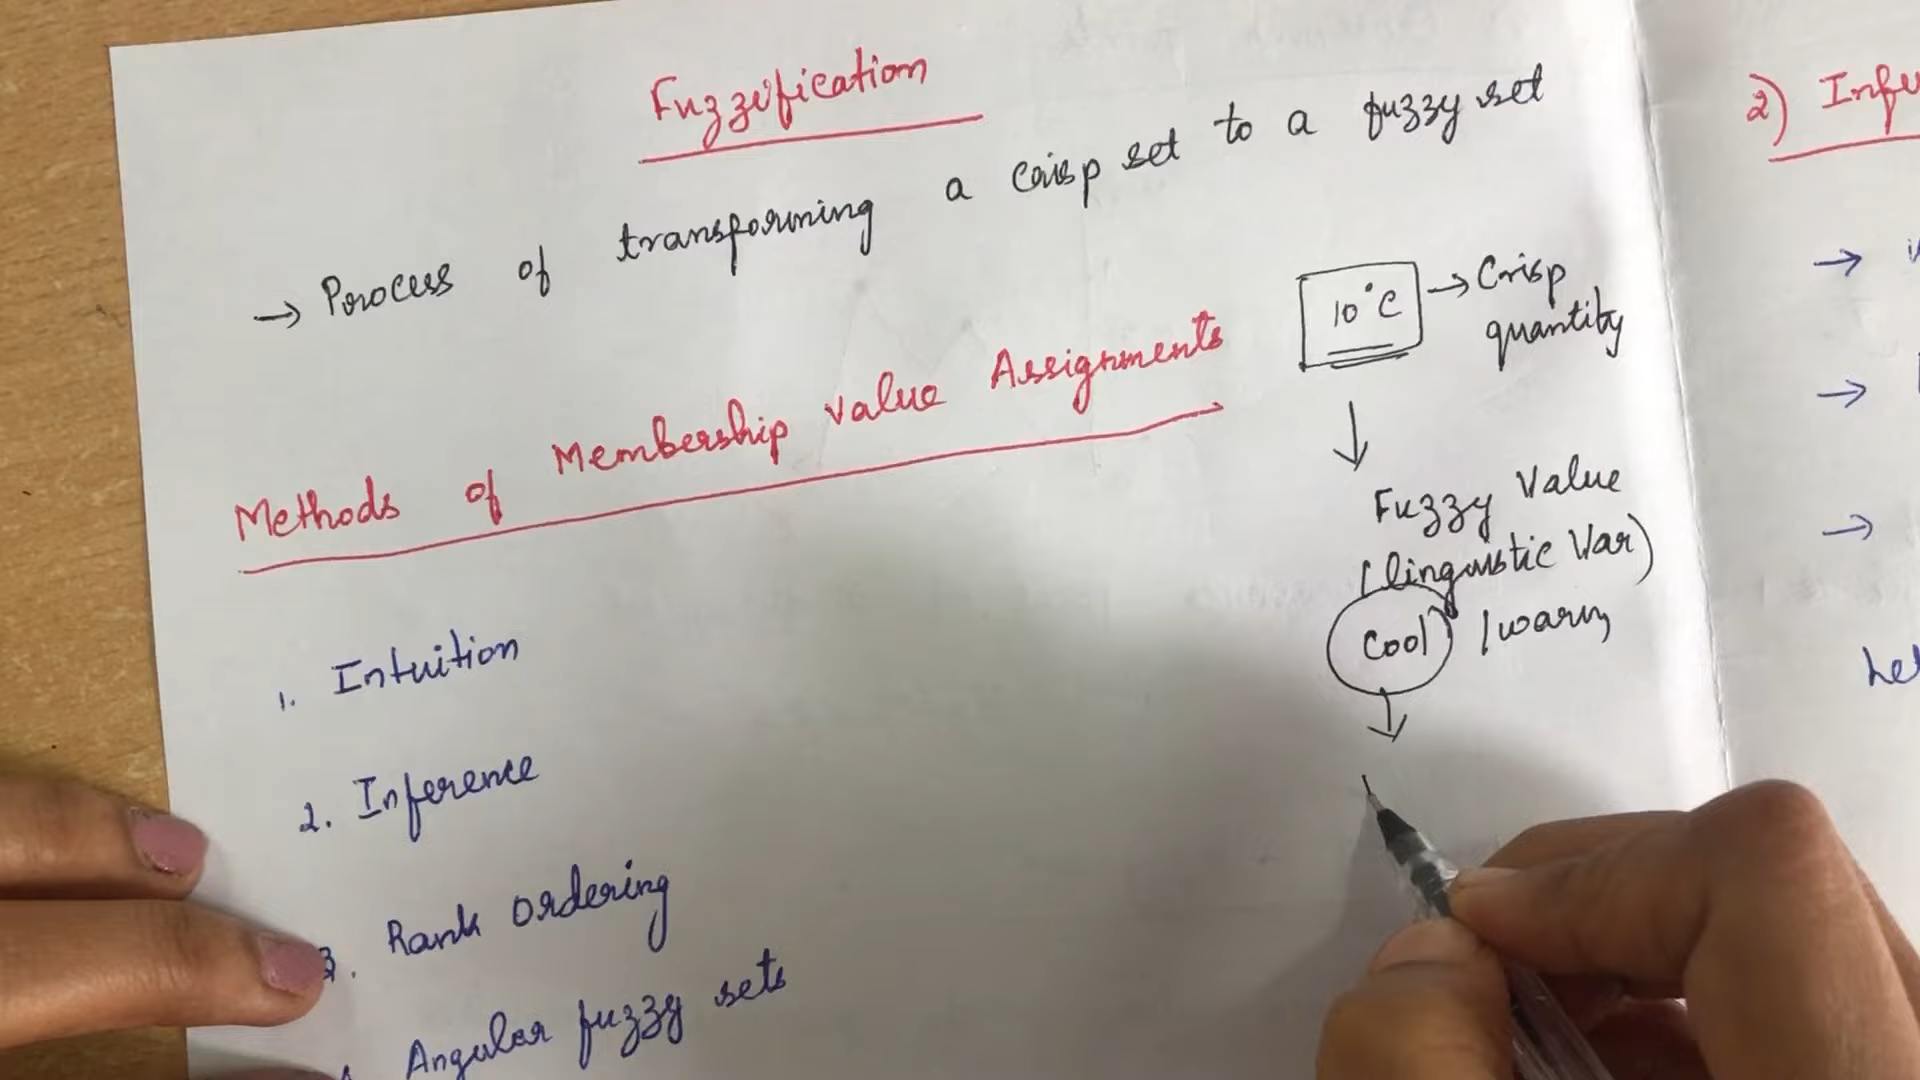 Fuzzification
→ Process of transforming a crisp set to a fuzzy set
10°C → Crisp
quantity
Methods of Membership value Assignments
Fuzzy Value
(linguistic Var)
Cool / warm
1. Intuition
2. Inference
3. Rank ordering
Angular fuzzy sets
2)
→
→
→